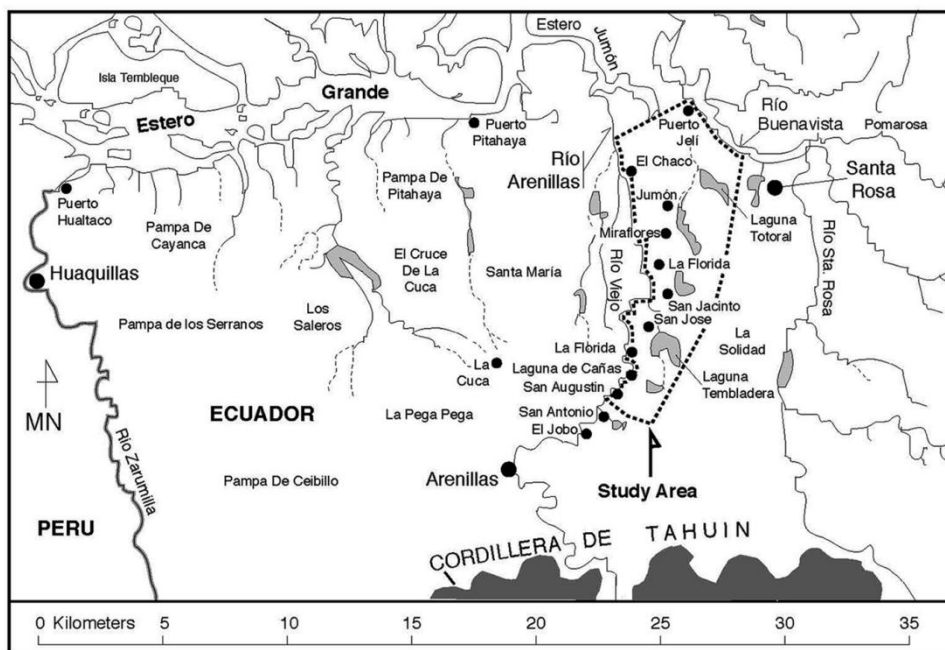 Estero
Jumón
Isla Tembleque
Grande
Estero
Puerto
Pitahaya
Río
Arenillas
Puerto
Jelí
Río
Buenavista
Pomarosa
El Chaco
Santa
Rosa
Puerto
Hualtaco
Pampa De
Pitahaya
Pampa De
Cayanca
Jumón
Laguna
Totoral
Miraflores
Huaquillas
El Cruce
De La
Cuca
Santa María
Río Viejo
La Florida
Río Sta. Rosa
San Jacinto
San Jose
Pampa de los Serranos
Los
Saleros
La
Solidad
La Florida
La
Cuca
Laguna de Cañas
Laguna
Tembladera
San Augustin
MN
ECUADOR
La Pega Pega
San Antonio
El Jobo
Río Zarumilla
Pampa De Ceibillo
Arenillas
Study Area
PERU
CORDILLERA DE TAHUIN
0 Kilometers 5 10 15 20 25 30 35